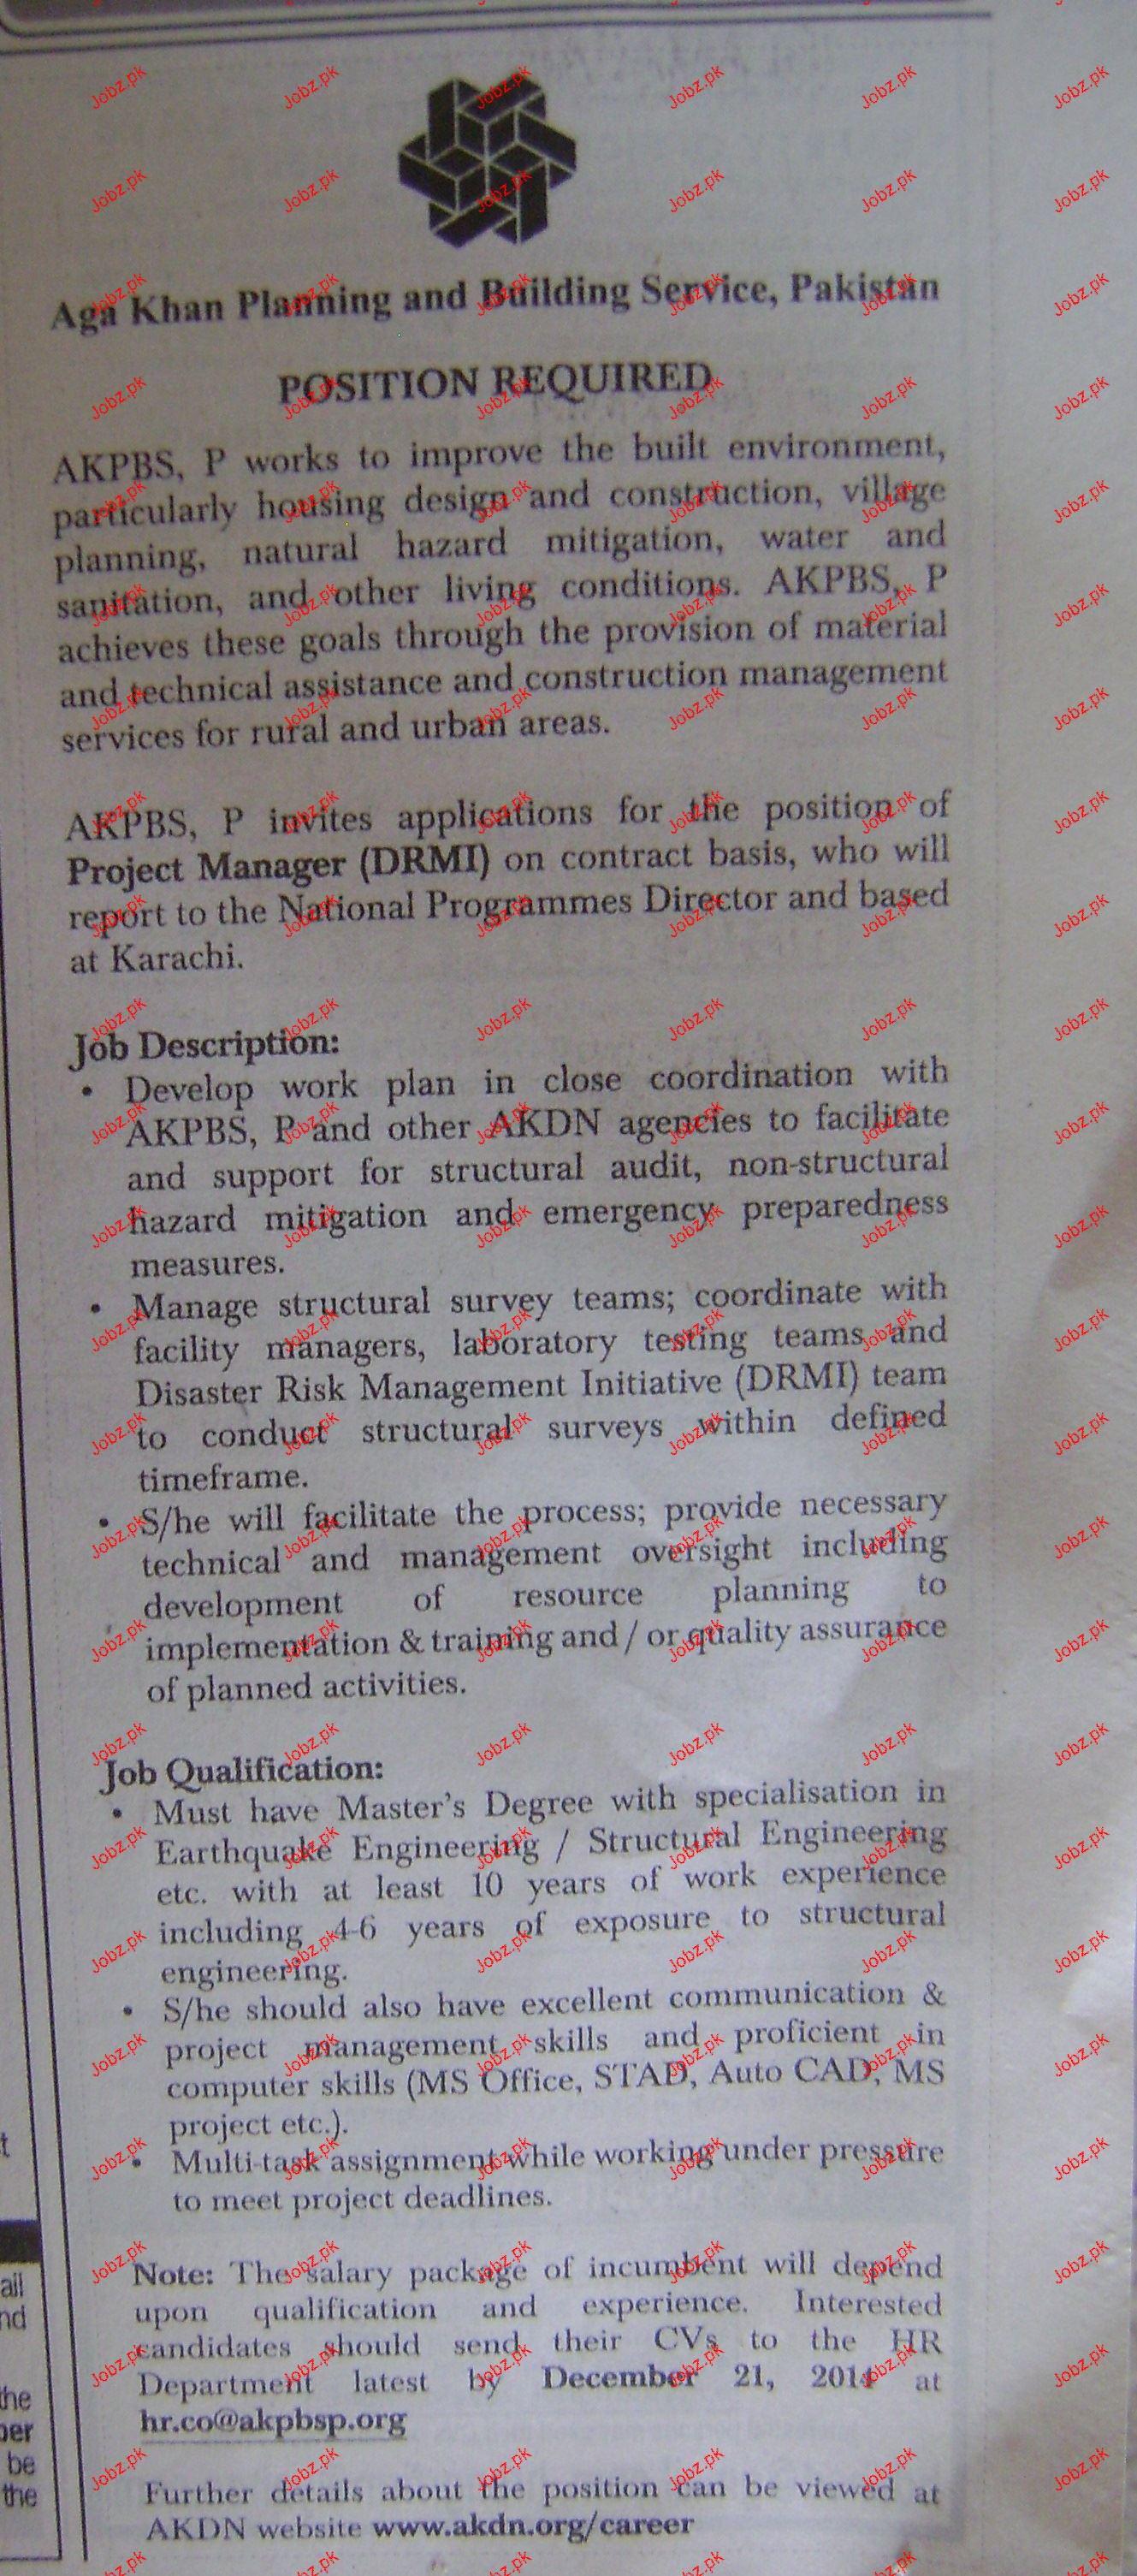 Aga Khan Planning and Building Service, Pakistan
POSITION REQUIRED
AKPBS, P works to improve the built environment,
particularly housing design and construction, village
planning, natural hazard mitigation, water and
sanitation, and other living conditions. AKPBS, P
achieves these goals through the provision of material
and technical assistance and construction management
services for rural and urban areas.
AKPBS, P invites applications for the position of
Project Manager (DRMI) on contract basis, who will
report to the National Programmes Director and based
at Karachi.
Job Description:
• Develop work plan in close coordination with
AKPBS, P and other AKDN agencies to facilitate
and support for structural audit, non-structural
hazard mitigation and emergency preparedness
measures.
• Manage structural survey teams; coordinate with
facility managers, laboratory testing teams and
Disaster Risk Management Initiative (DRMI) team
to conduct structural surveys within defined
timeframe.
• S/he will facilitate the process; provide necessary
technical and management oversight including
development of resource planning to
implementation & training and / or quality assurance
of planned activities.
Job Qualification:
• Must have Master's Degree with specialisation in
Earthquake Engineering / Structural Engineering
etc. with at least 10 years of work experience
including 4-6 years of exposure to structural
engineering.
• S/he should also have excellent communication &
project management skills and proficient in
computer skills (MS Office, STAD, Auto CAD, MS
project etc.).
• Multi-task assignment while working under pressure
to meet project deadlines.
Note: The salary package of incumbent will depend
upon qualification and experience. Interested
candidates should send their CVs to the HR
Department latest by December 21, 2014 at
hr.co@akpbsp.org
Further details about the position can be viewed at
AKDN website www.akdn.org/career
Jobz.pk
the
be
the